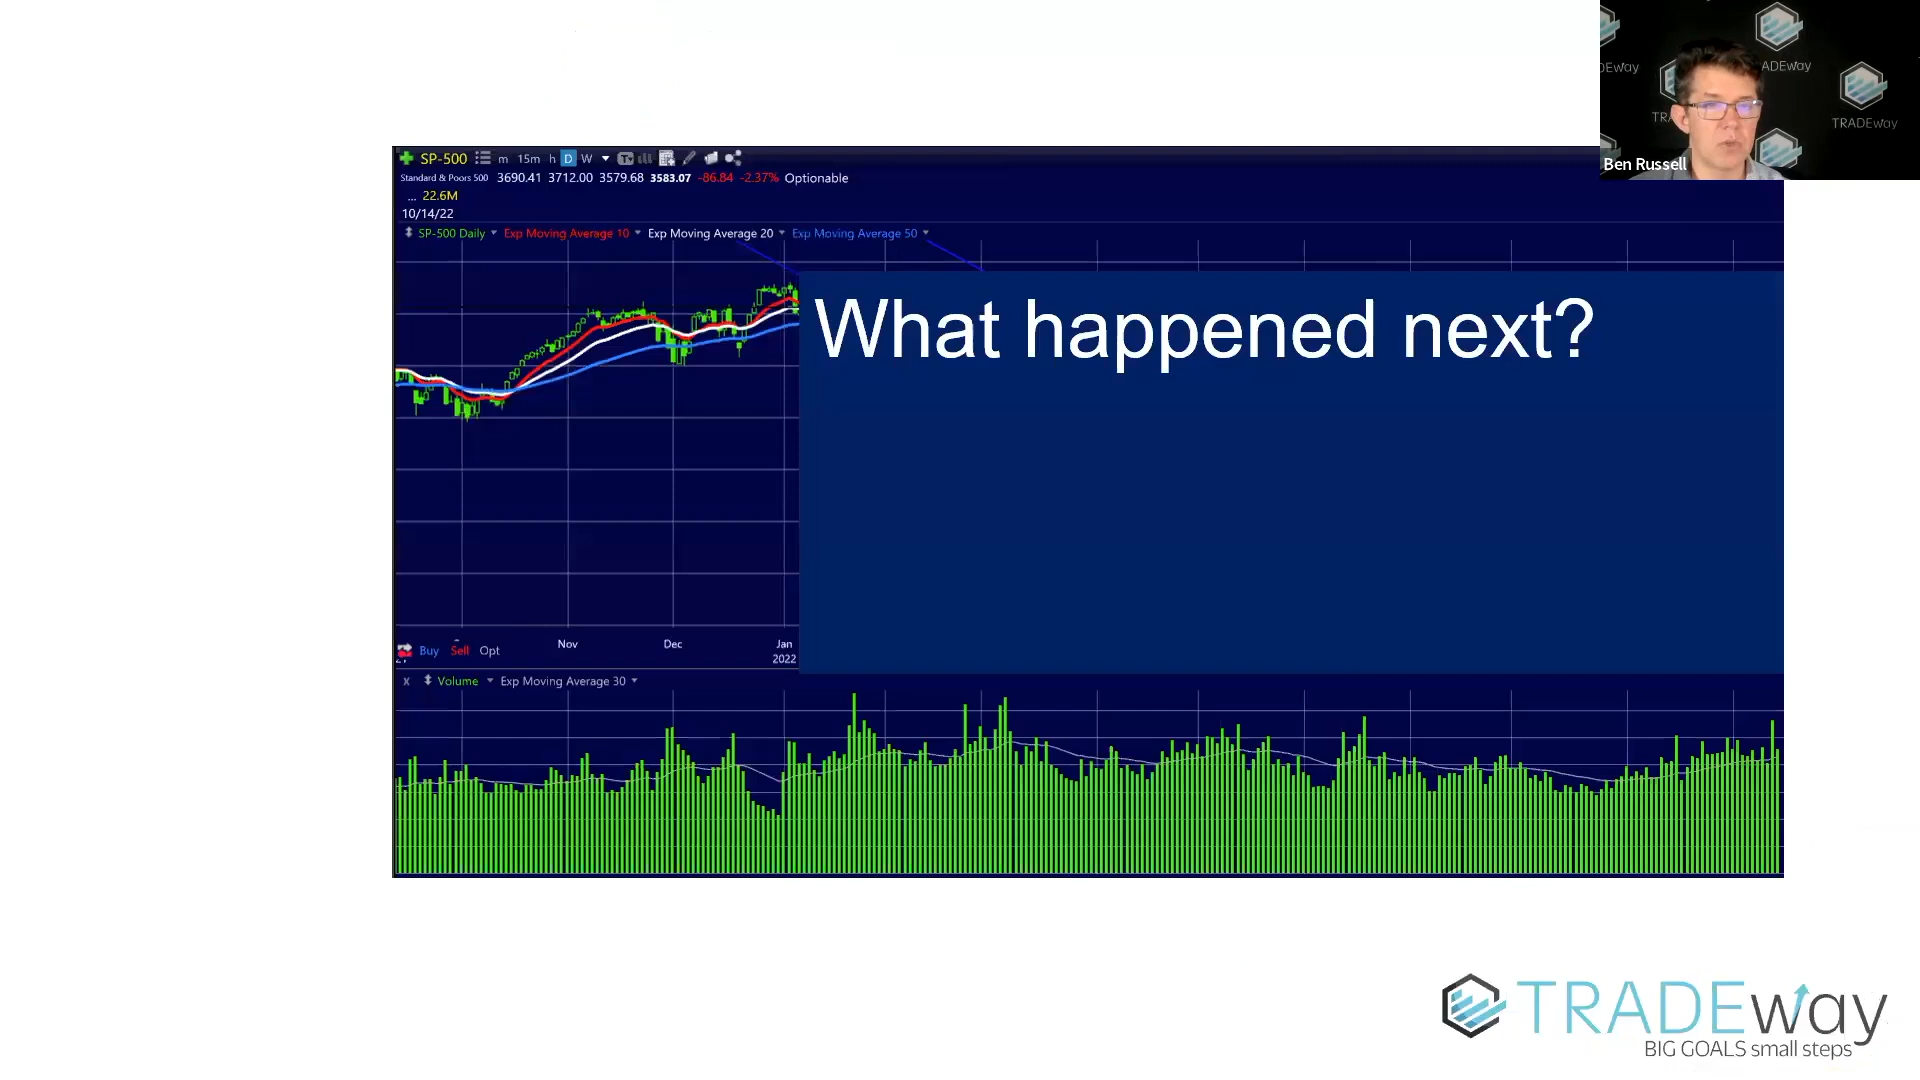 TRADEway
DEway
ADEway
TRA
TRADEway
Ben Russell
SP-500 m 15m h D W
Standard & Poors 500 3690.41 3712.00 3579.68 3583.07 -86.84 -2.37% Optionable
... 22.6M
10/14/22
SP-500 Daily Exp Moving Average 10 Exp Moving Average 20 Exp Moving Average 50
What happened next?
Nov Dec Jan
2022
Buy Sell Opt
X Volume Exp Moving Average 30
TRADEway
BIG GOALS small steps